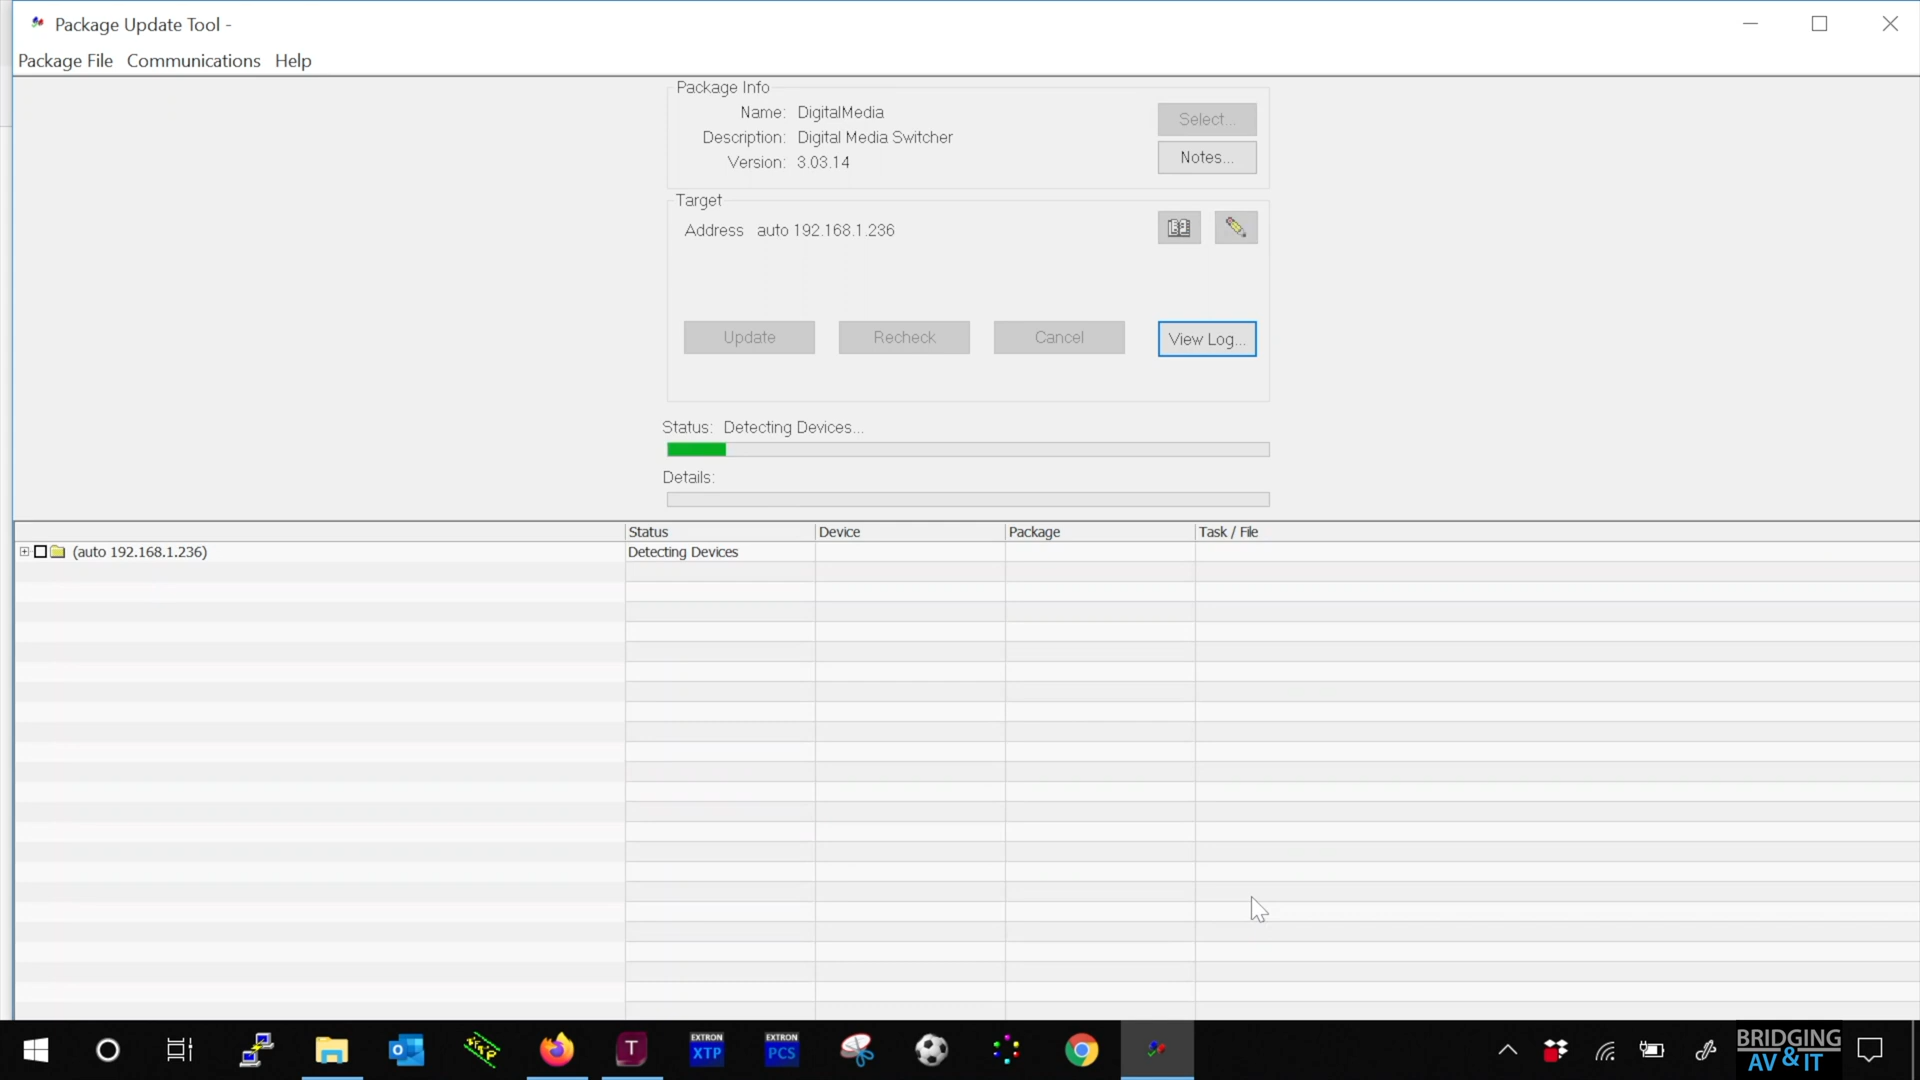 Package Update Tool -
Package File Communications Help
Package Info
Name: DigitalMedia
Description: Digital Media Switcher
Version: 3.03.14
Select...
Notes...
Target
Address auto 192.168.1.236
Update Recheck Cancel View Log...
Status: Detecting Devices...
Details:
Status Device Package Task / File
(auto 192.168.1.236) Detecting Devices
T
EXTRON
XTP
EXTRON
PCS
BRIDGING
AV & IT